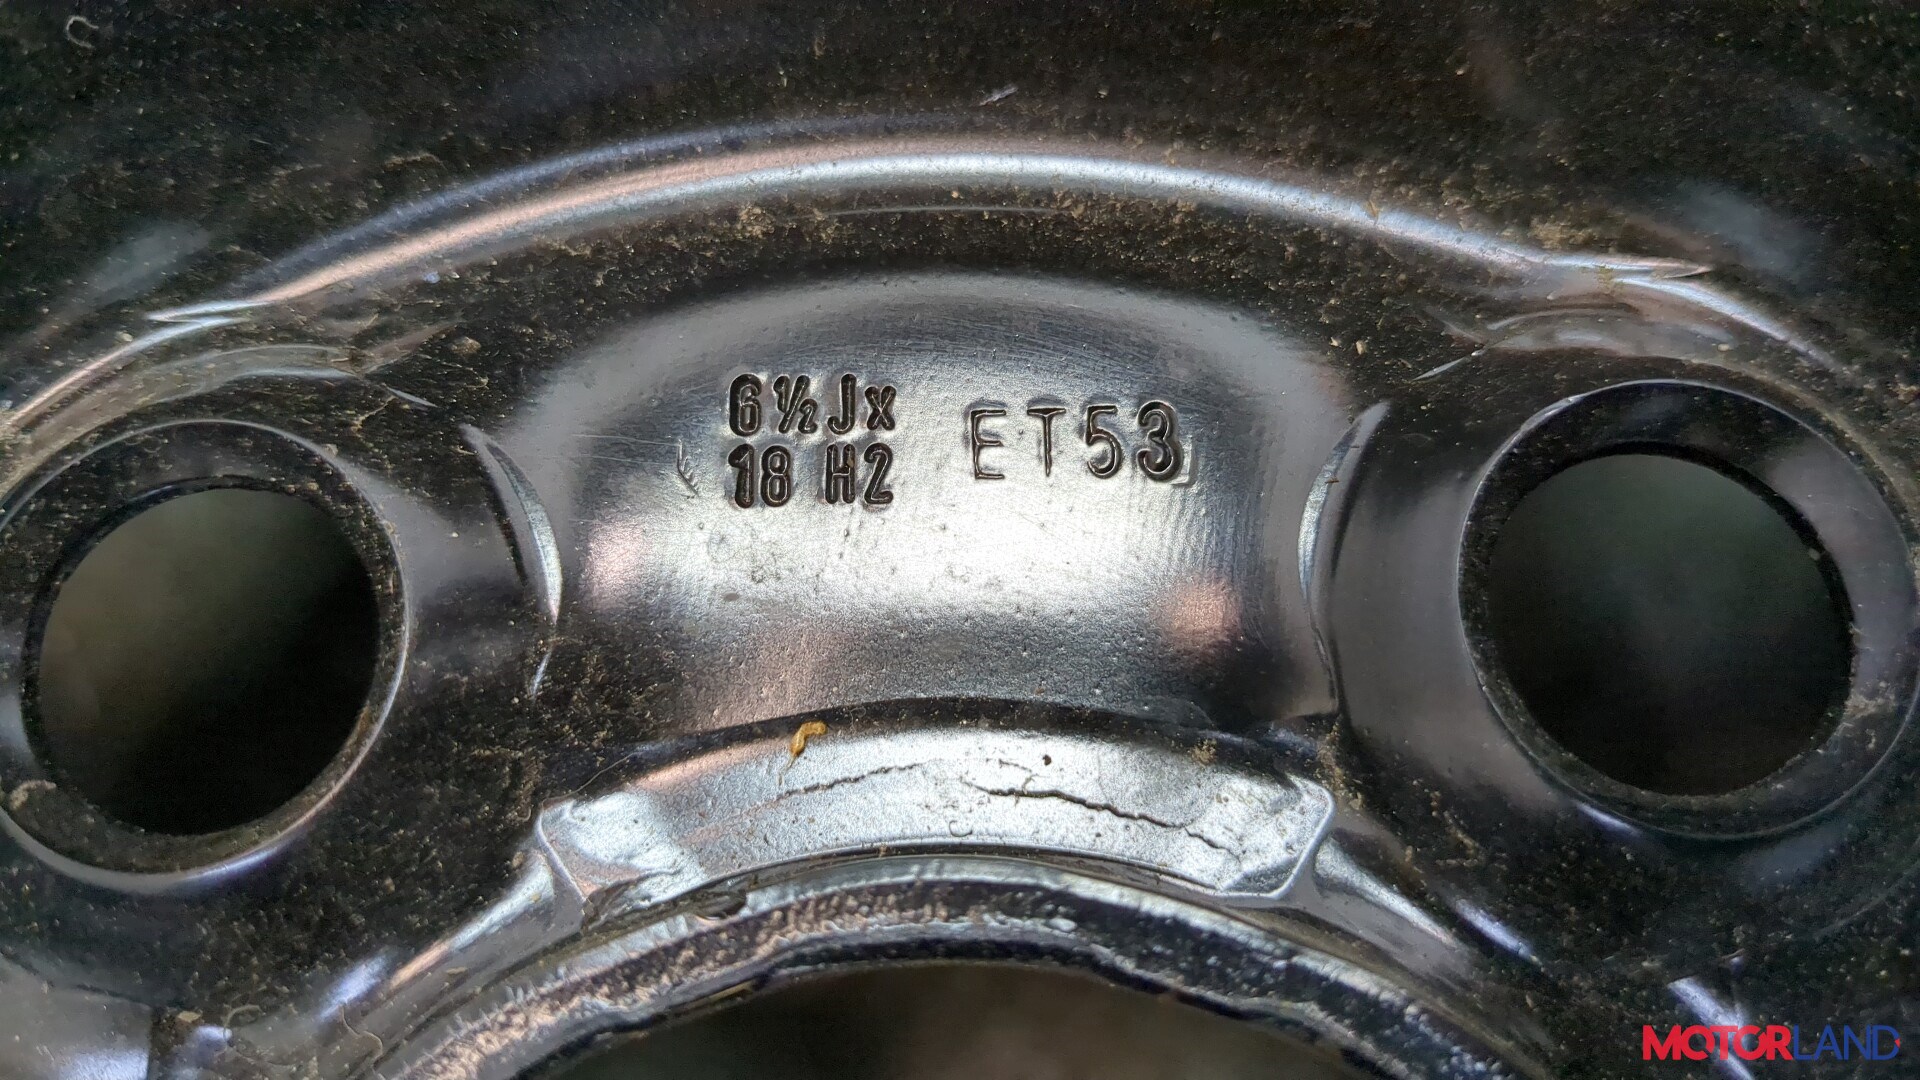 6½Jx
18 H2
ET53
MOTORLAND